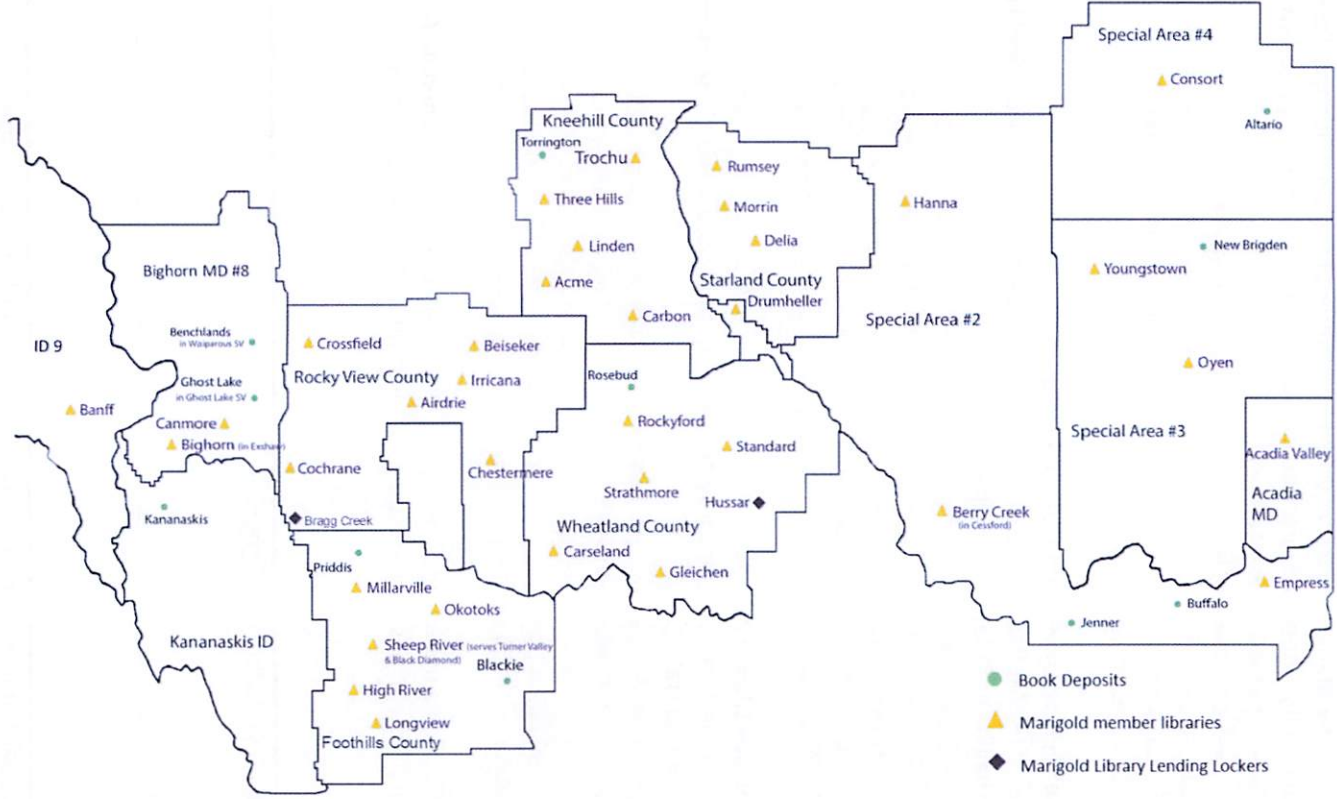 Special Area #4
Consort
Altario
Kneehill County
Torrington
Trochu
Three Hills
Linden
Acme
Carbon
Rumsey
Morrin
Delia
Starland County
Drumheller
Hanna
Special Area #2
New Brigden
Youngstown
Oyen
Special Area #3
Acadia Valley
Acadia
MD
Bighorn MD #8
Benchlands
in Waiparous SV
Ghost Lake
in Ghost Lake SV
Canmore
Bighorn (in Exshaw)
ID 9
Banff
Crossfield
Beiseker
Rocky View County
Irricana
Airdrie
Cochrane
Chestermere
Bragg Creek
Rosebud
Rockyford
Standard
Strathmore
Hussar
Wheatland County
Carseland
Gleichen
Berry Creek
(in Cessford)
Empress
Buffalo
Jenner
Kananaskis
Kananaskis ID
Priddis
Millarville
Okotoks
Sheep River (serves Turner Valley
& Black Diamond)
Blackie
High River
Longview
Foothills County
Book Deposits
Marigold member libraries
Marigold Library Lending Lockers